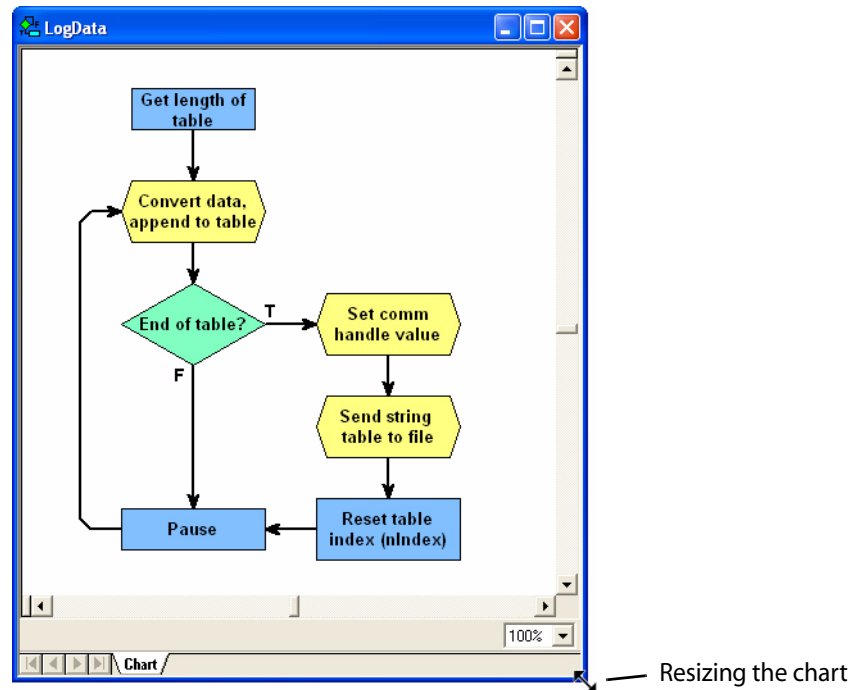 LogData
Get length of
table
Convert data,
append to table
End of table?
T
F
Set comm
handle value
Send string
table to file
Reset table
index (nIndex)
Pause
100%
Chart
Resizing the chart